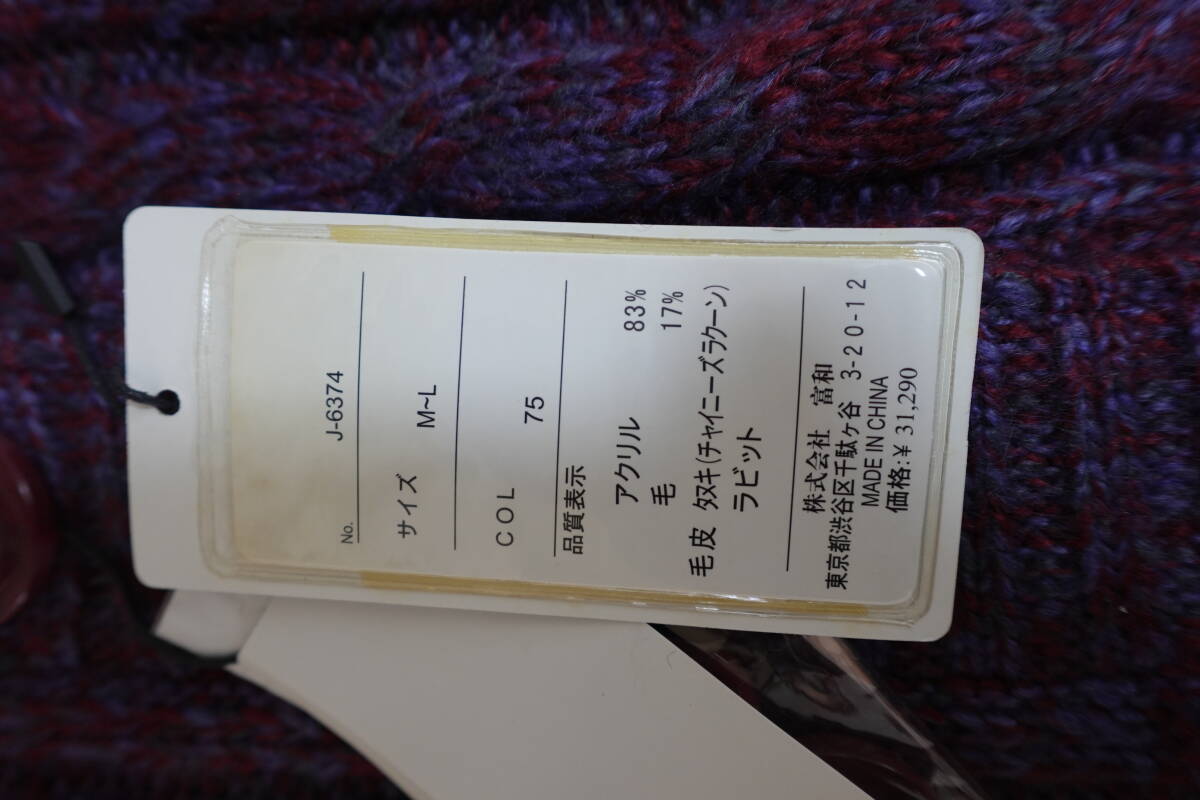 No. J-6374
サイズ M~L
COL 75
品質表示
アクリル 83%
毛 17%
毛皮 タヌキ(チャイニーズラクーン)
ラビット
株式会社 富和
東京都渋谷区千駄ヶ谷 3-20-12
MADE IN CHINA
価格:¥ 31,290